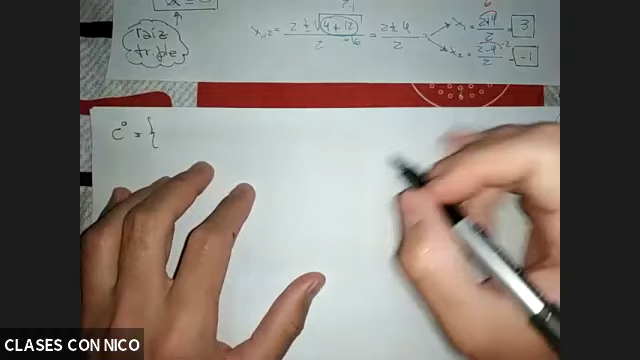 raíz
triple
x₁,₂ = 2 ± √(4 + 12) / 2 = 2 ± 4 / 2
x₁ = 2+4 / 2 = 3
x₂ = 2-4 / 2 = -1
C⁰ = {
CLASES CON NICO